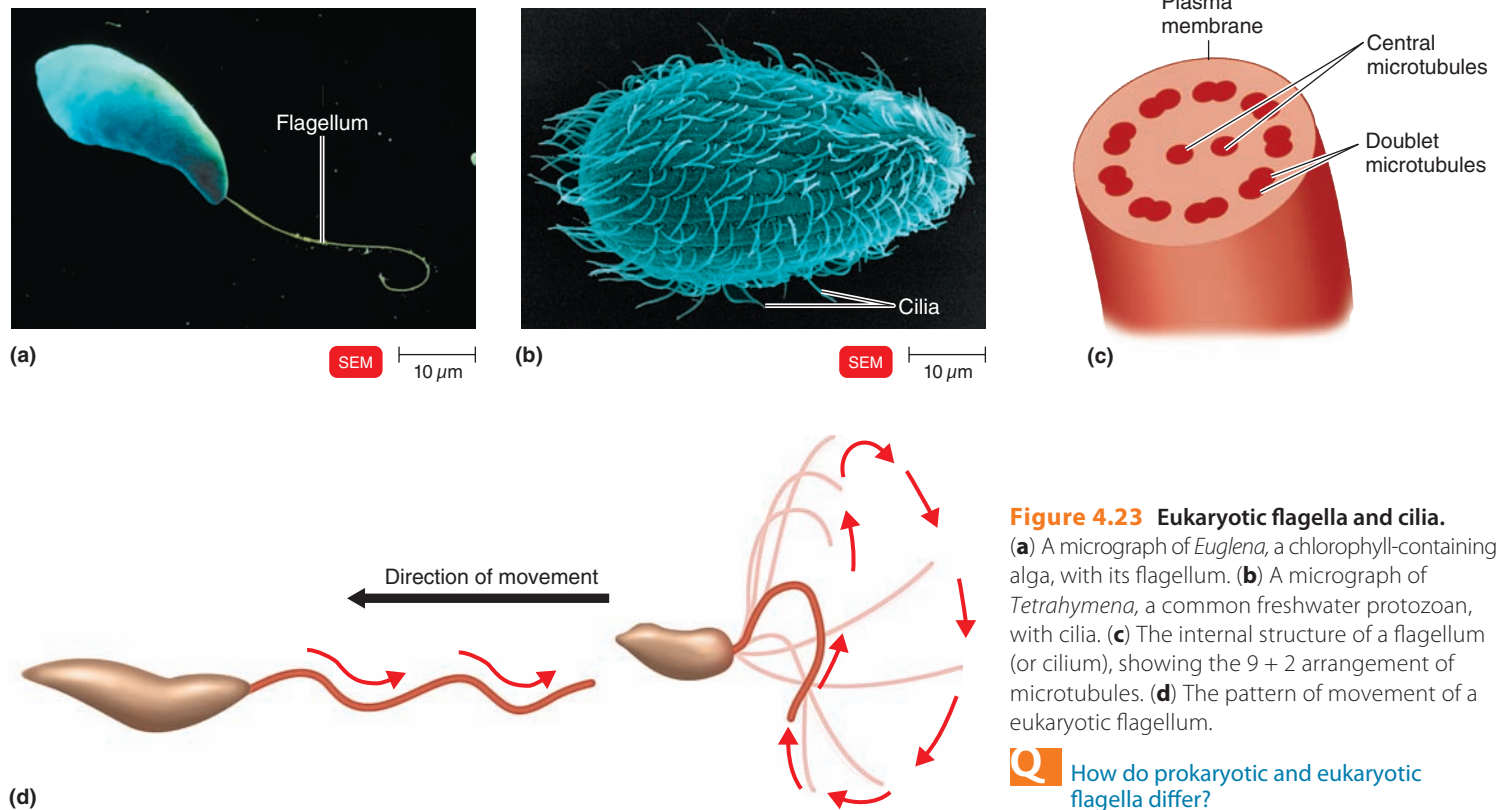 Flagellum
(a)
SEM
10 μm
Cilia
(b)
SEM
10 μm
Plasma
membrane
Central
microtubules
Doublet
microtubules
(c)
Direction of movement
(d)
Figure 4.23 Eukaryotic flagella and cilia.
(a) A micrograph of Euglena, a chlorophyll-containing
alga, with its flagellum. (b) A micrograph of
Tetrahymena, a common freshwater protozoan,
with cilia. (c) The internal structure of a flagellum
(or cilium), showing the 9 + 2 arrangement of
microtubules. (d) The pattern of movement of a
eukaryotic flagellum.
Q How do prokaryotic and eukaryotic
flagella differ?